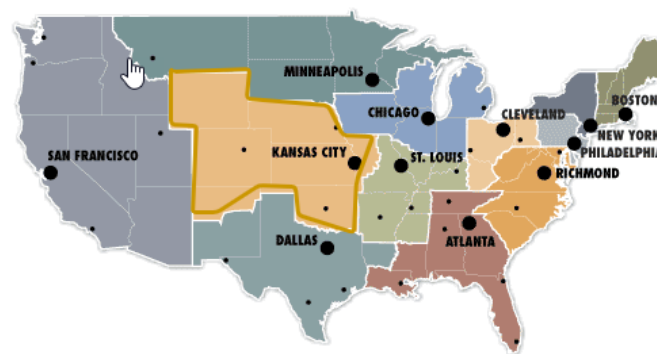 MINNEAPOLIS
BOSTON
CHICAGO
CLEVELAND
NEW YORK
PHILADELPHIA
SAN FRANCISCO
KANSAS CITY
ST. LOUIS
RICHMOND
DALLAS
ATLANTA